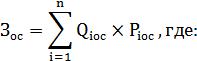 З_ос = ∑_{i=1}^{n} Q_iос × P_iос, где: